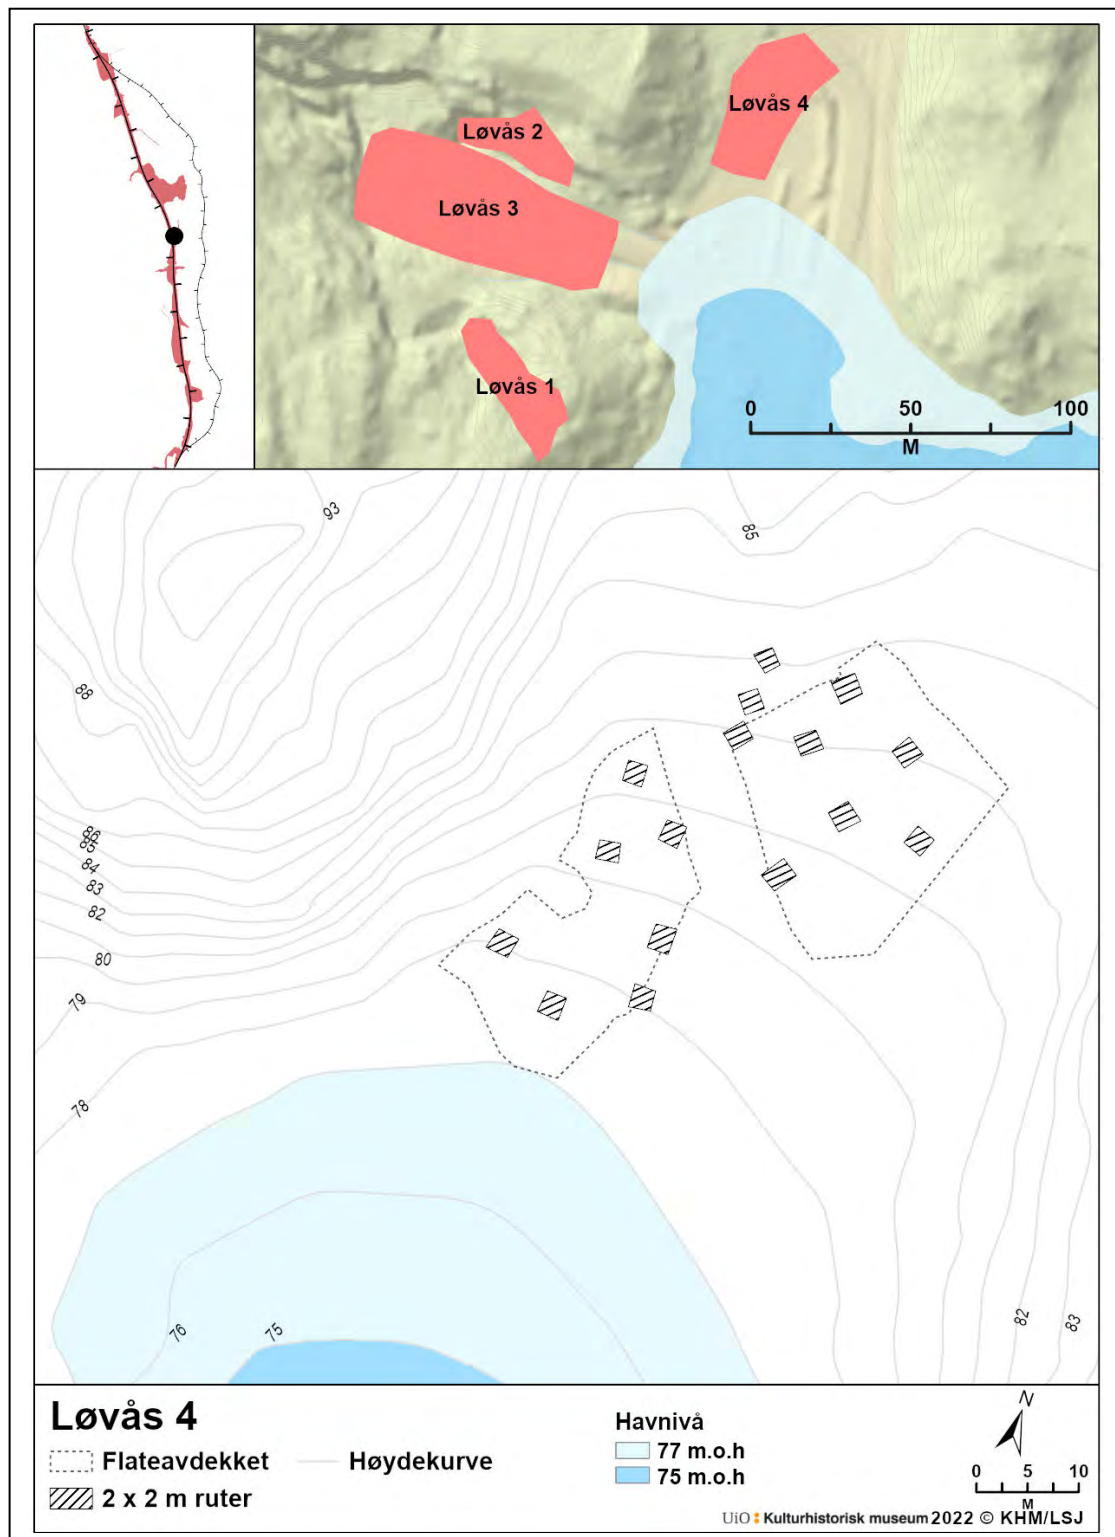 Løvås 4
Løvås 2
Løvås 3
Løvås 1
0 50 100
M
93
85
88
86
85
84
83
82
80
79
78
76
75
82
83
Løvås 4
Flateavdekket
Høydekurve
2 x 2 m ruter
Havnivå
77 m.o.h
75 m.o.h
N
0 5 10
M
UiO Kulturhistorisk museum 2022 © KHM/LSJ